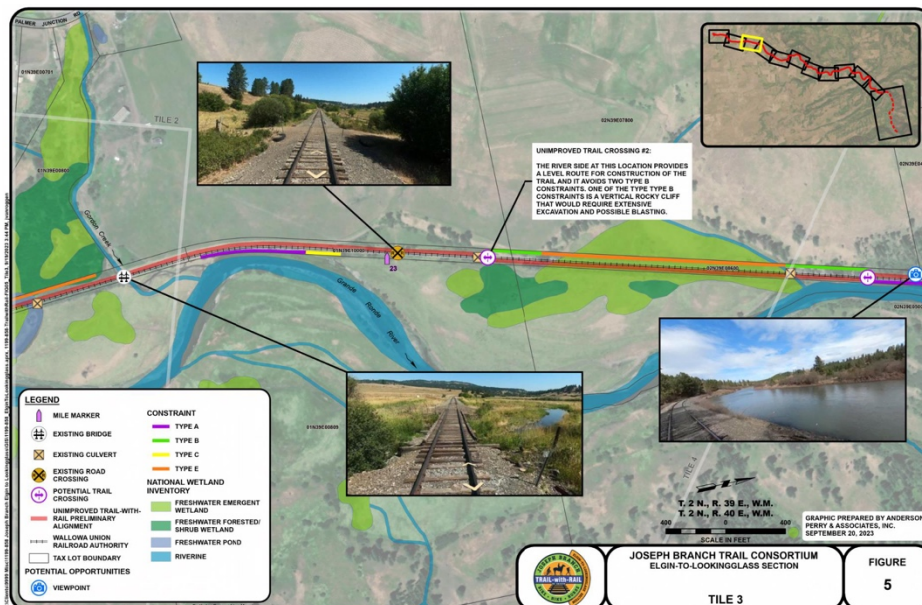 PALMER JUNCTION RD
01N39E00701
TILE 2
02N39E07800
UNIMPROVED TRAIL CROSSING #2:
THE RIVER SIDE AT THIS LOCATION PROVIDES
A LEVEL ROUTE FOR CONSTRUCTION OF THE
TRAIL AND IT AVOIDS TWO TYPE B
CONSTRAINTS. ONE OF THE TYPE TYPE B
CONSTRAINTS IS A VERTICAL ROCKY CLIFF
THAT WOULD REQUIRE EXTENSIVE
EXCAVATION AND POSSIBLE BLASTING.
Gordon Creek
23
Grande
Ronde
River
TILE 4
LEGEND
MILE MARKER
EXISTING BRIDGE
EXISTING CULVERT
EXISTING ROAD
CROSSING
POTENTIAL TRAIL
CROSSING
UNIMPROVED TRAIL-WITH-
RAIL PRELIMINARY
ALIGNMENT
WALLOWA UNION
RAILROAD AUTHORITY
TAX LOT BOUNDARY
POTENTIAL OPPORTUNITIES
VIEWPOINT
CONSTRAINT
TYPE A
TYPE B
TYPE C
TYPE E
NATIONAL WETLAND
INVENTORY
FRESHWATER EMERGENT
WETLAND
FRESHWATER FORESTED/
SHRUB WETLAND
FRESHWATER POND
RIVERINE
T. 2 N., R. 39 E., W.M.
T. 2 N., R. 40 E., W.M.
SCALE IN FEET
GRAPHIC PREPARED BY ANDERSON
PERRY & ASSOCIATES, INC.
SEPTEMBER 20, 2023
JOSEPH BRANCH
TRAIL-with-RAIL
JOSEPH BRANCH TRAIL CONSORTIUM
ELGIN-TO-LOOKINGGLASS SECTION
TILE 3
FIGURE
5